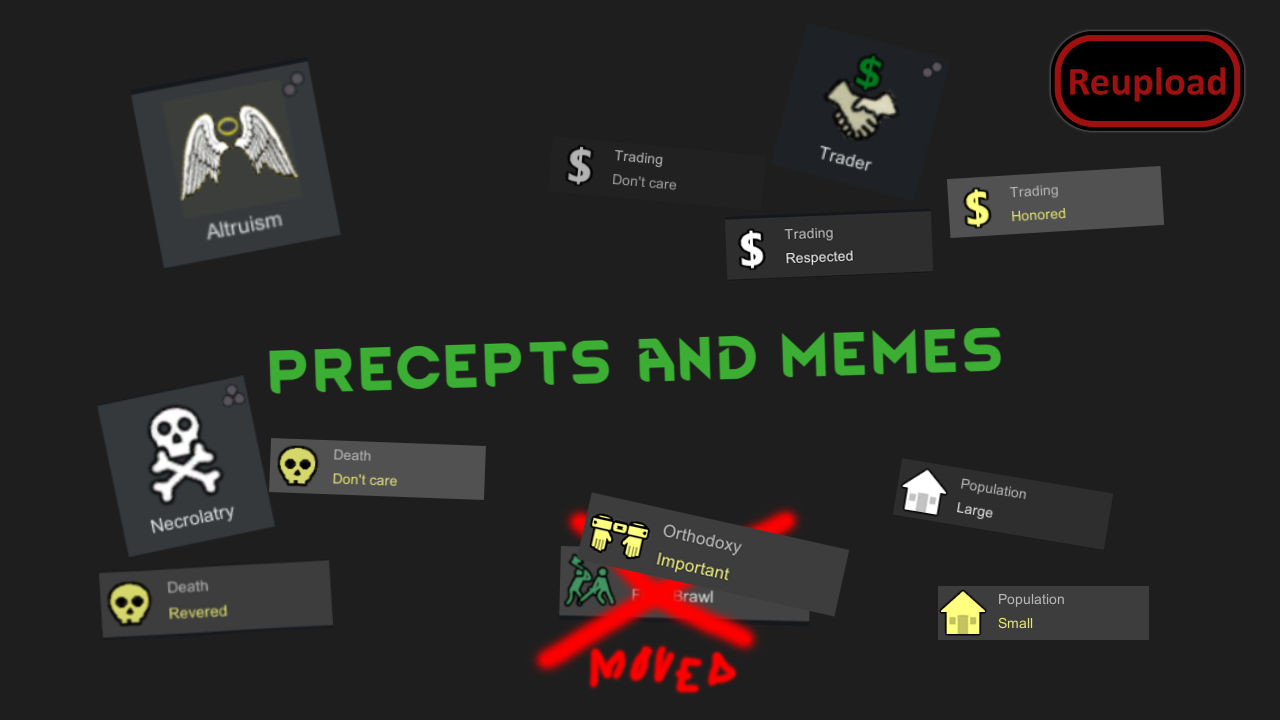 Reupload
Altruism
Trading
Don't care
Trader
Trading
Respected
Trading
Honored
PRECEPTS AND MEMES
Necrolatry
Death
Don't care
Death
Revered
Orthodoxy
Important
Brawl
MOVED
Population
Large
Population
Small